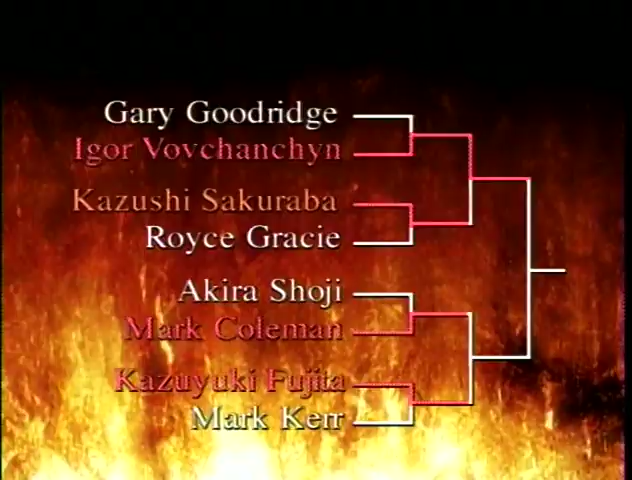 Gary Goodridge
Igor Vovchanchyn
Kazushi Sakuraba
Royce Gracie
Akira Shoji
Mark Coleman
Kazuyuki Fujita
Mark Kerr